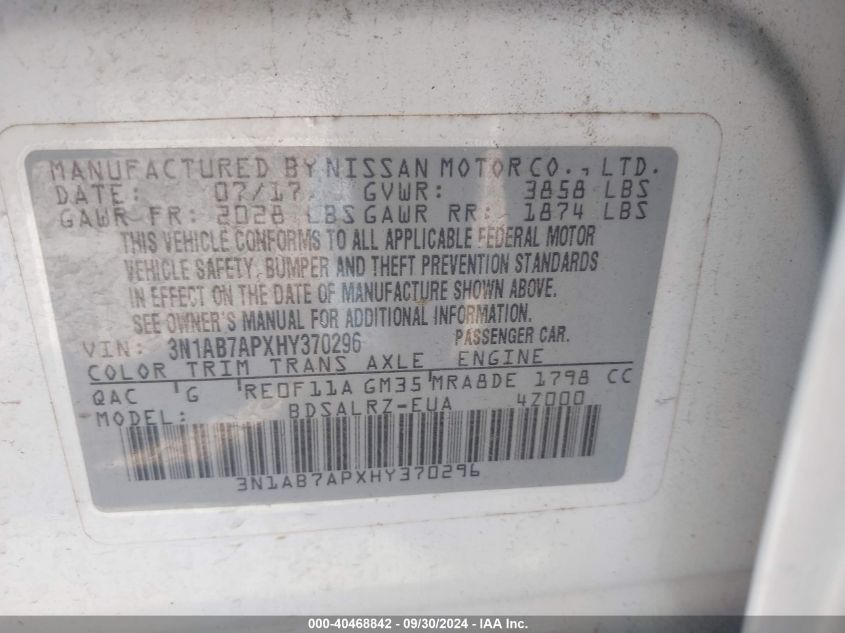 MANUFACTURED BY NISSAN MOTOR CO., LTD.
DATE: 07/17 GVWR: 3858 LBS
GAWR FR: 2028 LBS GAWR RR: 1874 LBS
THIS VEHICLE CONFORMS TO ALL APPLICABLE FEDERAL MOTOR
VEHICLE SAFETY, BUMPER AND THEFT PREVENTION STANDARDS
IN EFFECT ON THE DATE OF MANUFACTURE SHOWN ABOVE.
SEE OWNER'S MANUAL FOR ADDITIONAL INFORMATION.
VIN: 3N1AB7APXHY370296 PASSENGER CAR.
COLOR TRIM TRANS AXLE ENGINE
QAC G RE0F11A GM35 MRA8DE 1798 CC
MODEL: BDSALRZ-EUA 4Z000
3N1AB7APXHY370296
000-40468842 / 09/30/2024 - IAA Inc.